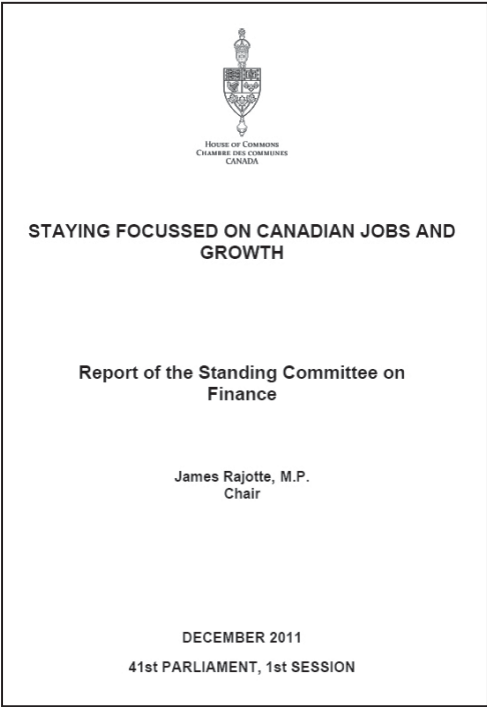 HOUSE OF COMMONS
CHAMBRE DES COMMUNES
CANADA
STAYING FOCUSSED ON CANADIAN JOBS AND
GROWTH
Report of the Standing Committee on
Finance
James Rajotte, M.P.
Chair
DECEMBER 2011
41st PARLIAMENT, 1st SESSION